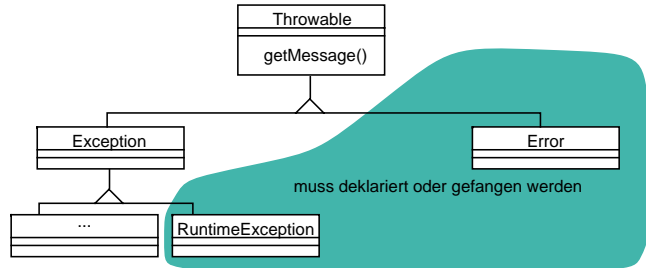 Throwable
getMessage()
Exception
Error
muss deklariert oder gefangen werden
...
RuntimeException